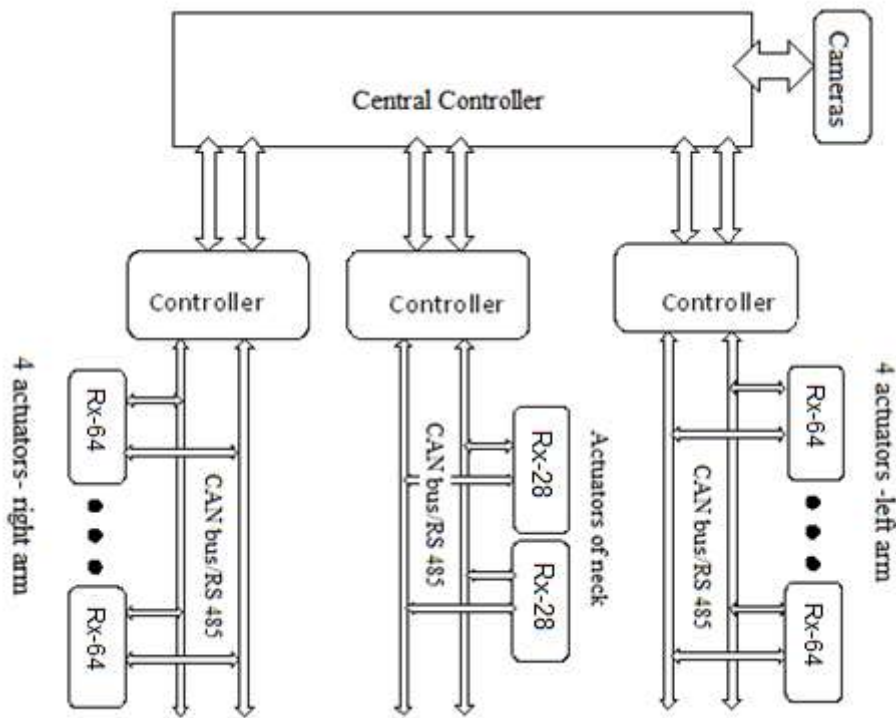 Cameras
Central Controller
Controller
Controller
Controller
4 actuators- right arm
Rx-64
Rx-64
CAN bus/RS 485
CAN bus/RS 485
Rx-28
Rx-28
Actuators of neck
CAN bus/RS 485
Rx-64
Rx-64
4 actuators -left arm